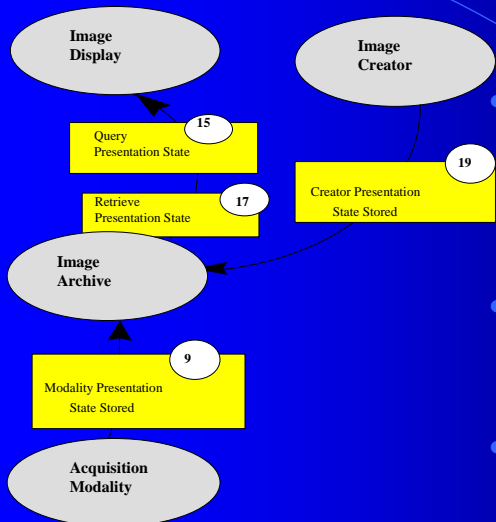 Image
Display
Image
Creator
15
Query
Presentation State
19
Creator Presentation
State Stored
17
Retrieve
Presentation State
Image
Archive
9
Modality Presentation
State Stored
Acquisition
Modality